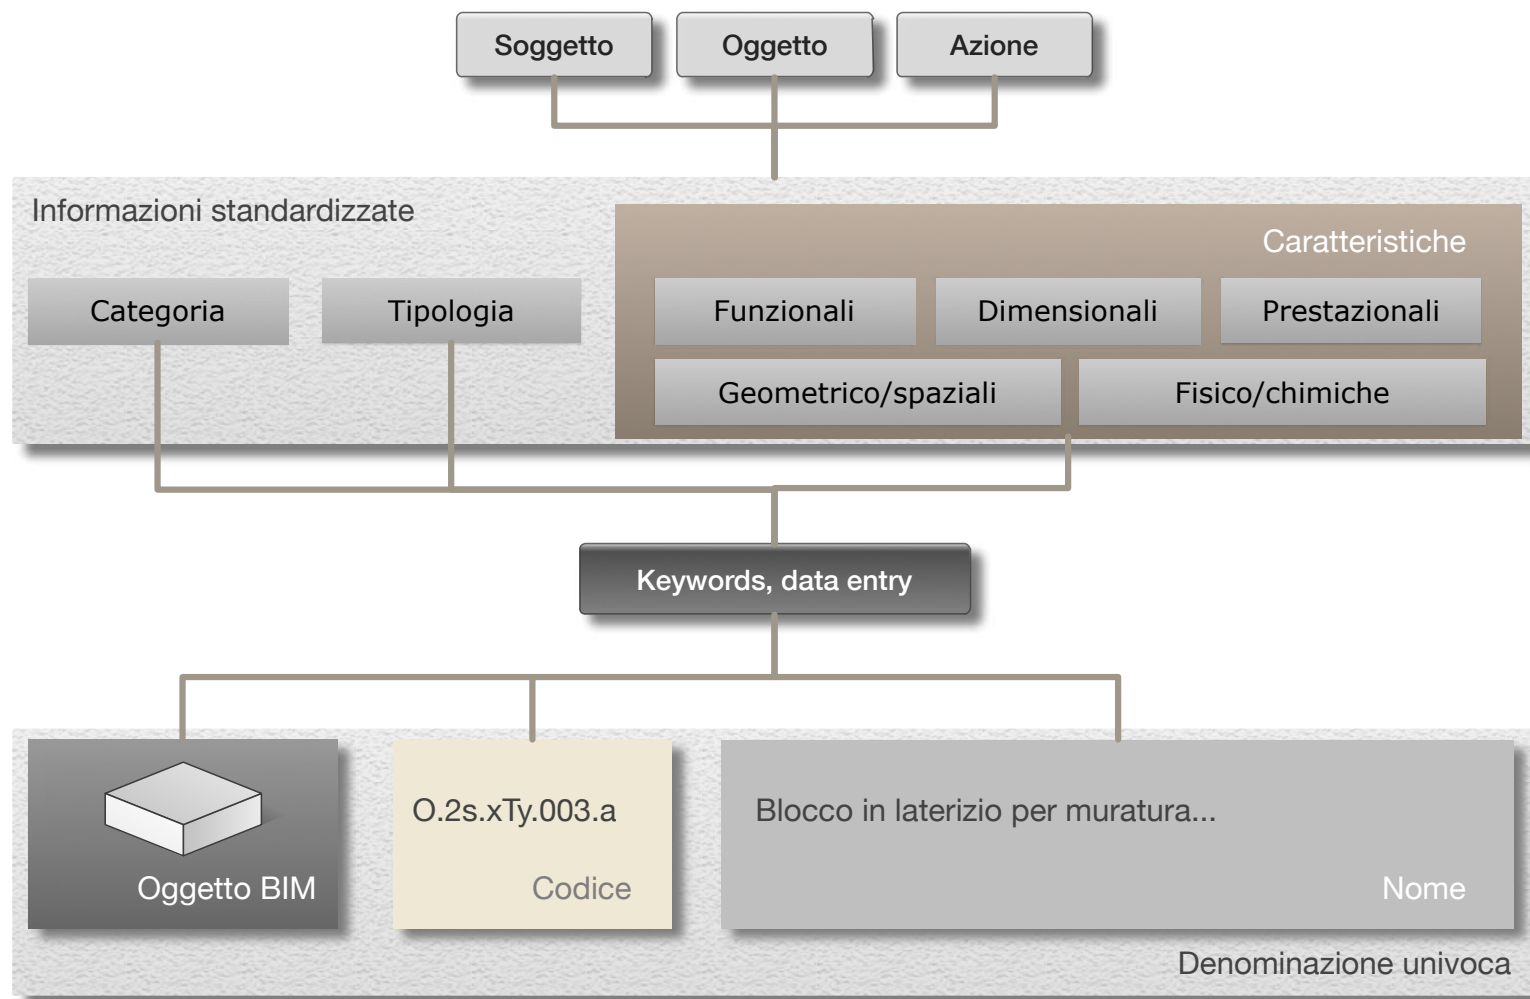 Soggetto
Oggetto
Azione
Informazioni standardizzate
Caratteristiche
Categoria
Tipologia
Funzionali
Dimensionali
Prestazionali
Geometrico/spaziali
Fisico/chimiche
Keywords, data entry
O.2s.xTy.003.a
Blocco in laterizio per muratura...
Oggetto BIM
Codice
Nome
Denominazione univoca